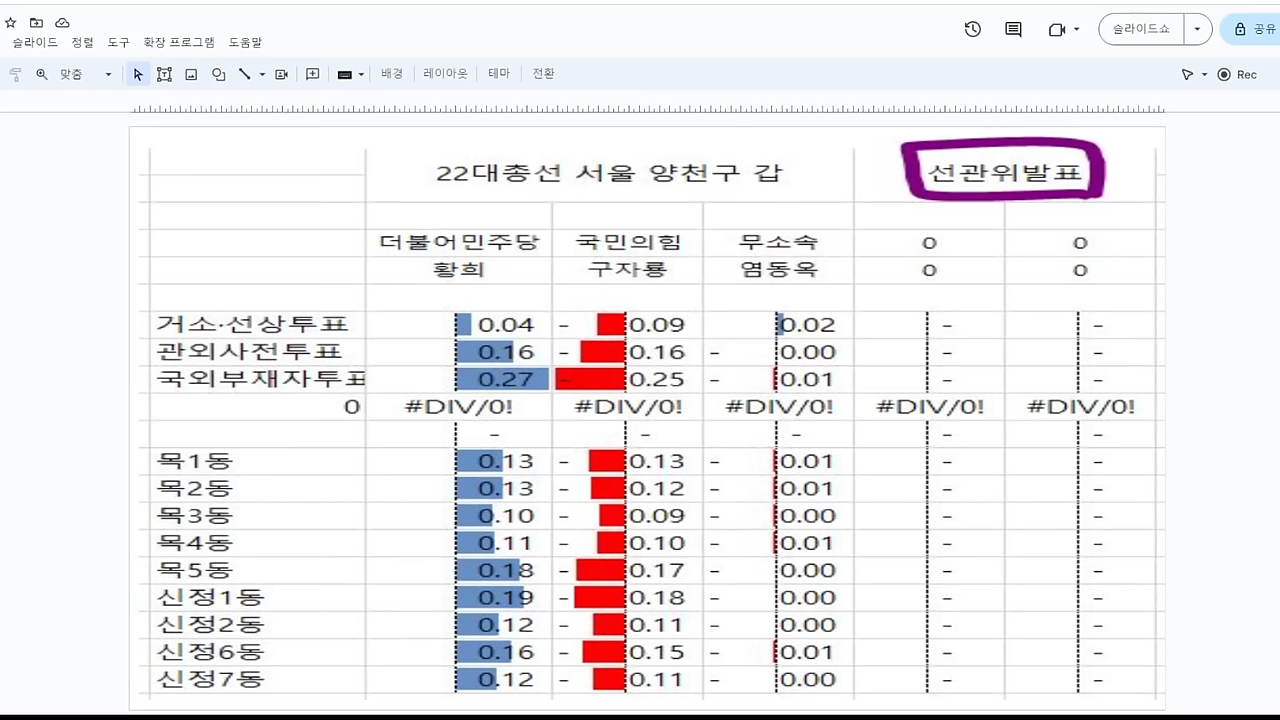 슬라이드 정렬 도구 확장 프로그램 도움말
슬라이드쇼 공유
맞춤 배경 레이아웃 테마 전환 Rec
22대총선 서울 양천구 갑 선관위발표
더불어민주당 국민의힘 무소속 0 0
황희 구자룡 염동옥 0 0
거소·선상투표 0.04 - 0.09 0.02 - -
관외사전투표 0.16 - 0.16 - 0.00 - -
국외부재자투표 0.27 - 0.25 - 0.01 - -
0 #DIV/0! #DIV/0! #DIV/0! #DIV/0! #DIV/0!
- - - - -
목1동 0.13 - 0.13 - 0.01 - -
목2동 0.13 - 0.12 - 0.01 - -
목3동 0.10 - 0.09 - 0.00 - -
목4동 0.11 - 0.10 - 0.01 - -
목5동 0.18 - 0.17 - 0.00 - -
신정1동 0.19 - 0.18 - 0.00 - -
신정2동 0.12 - 0.11 - 0.00 - -
신정6동 0.16 - 0.15 - 0.01 - -
신정7동 0.12 - 0.11 - 0.00 - -